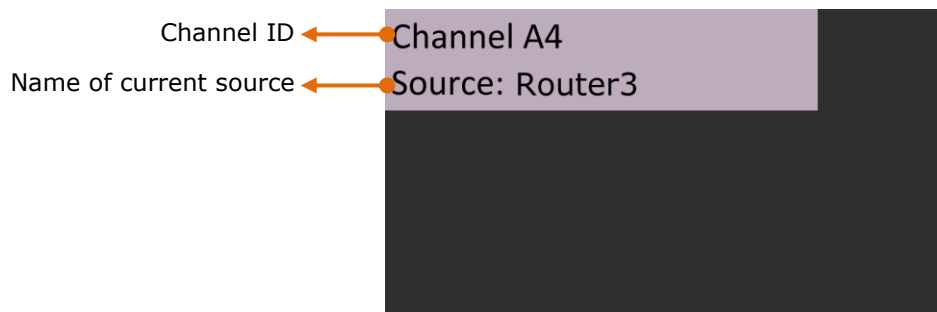 Channel ID
Channel A4
Name of current source
Source: Router3